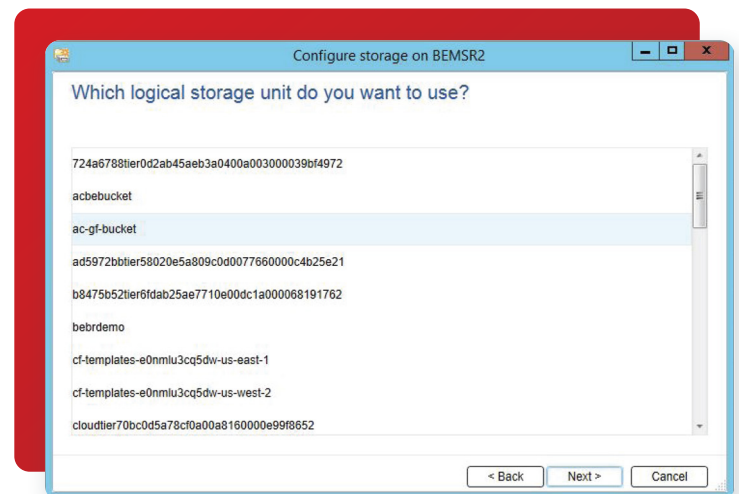 Configure storage on BEMSR2
Which logical storage unit do you want to use?
724a6788tier0d2ab45aeb3a0400a003000039bf4972
acbebucket
ac-gf-bucket
ad5972bbtier58020e5a809c0d0077660000c4b25e21
b8475b52tier6fdab25ae7710e00dc1a000068191762
bebrdemo
cf-templates-e0nmlu3cq5dw-us-east-1
cf-templates-e0nmlu3cq5dw-us-west-2
cloudtier70bc0d5a78cf0a00a8160000e99f8652
< Back Next > Cancel